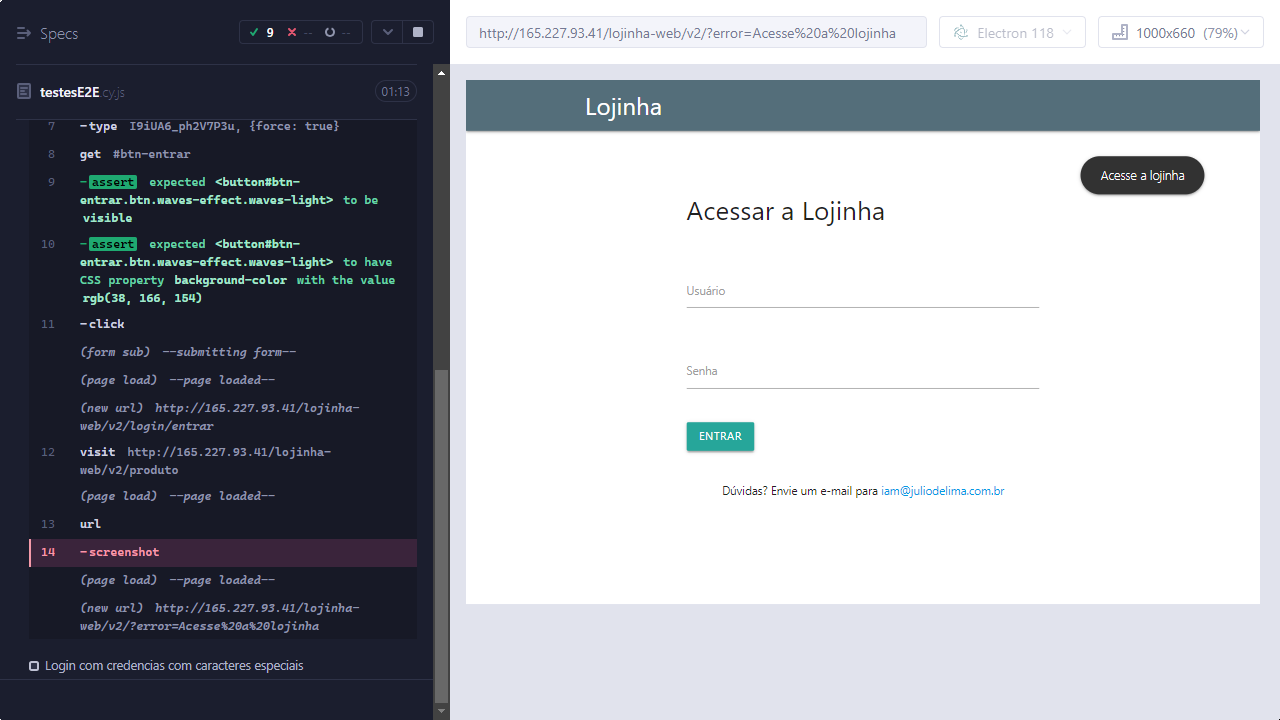 Specs
9
--
--
testesE2E cy.js
01:13
7 -type I9iUA6_ph2V7P3u, {force: true}
8 get #btn-entrar
9 -assert expected <button#btn-
entrar.btn.waves-effect.waves-light> to be
visible
10 -assert expected <button#btn-
entrar.btn.waves-effect.waves-light> to have
CSS property background-color with the value
rgb(38, 166, 154)
11 -click
(form sub) --submitting form--
(page load) --page loaded--
(new url) http://165.227.93.41/lojinha-
web/v2/login/entrar
12 visit http://165.227.93.41/lojinha-
web/v2/produto
(page load) --page loaded--
13 url
14 -screenshot
(page load) --page loaded--
(new url) http://165.227.93.41/lojinha-
web/v2/?error=Acesse%20a%20lojinha
Login com credencias com caracteres especiais
http://165.227.93.41/lojinha-web/v2/?error=Acesse%20a%20lojinha
Electron 118
1000x660 (79%)
Lojinha
Acesse a lojinha
Acessar a Lojinha
Usuário
Senha
ENTRAR
Dúvidas? Envie um e-mail para iam@juliodelima.com.br